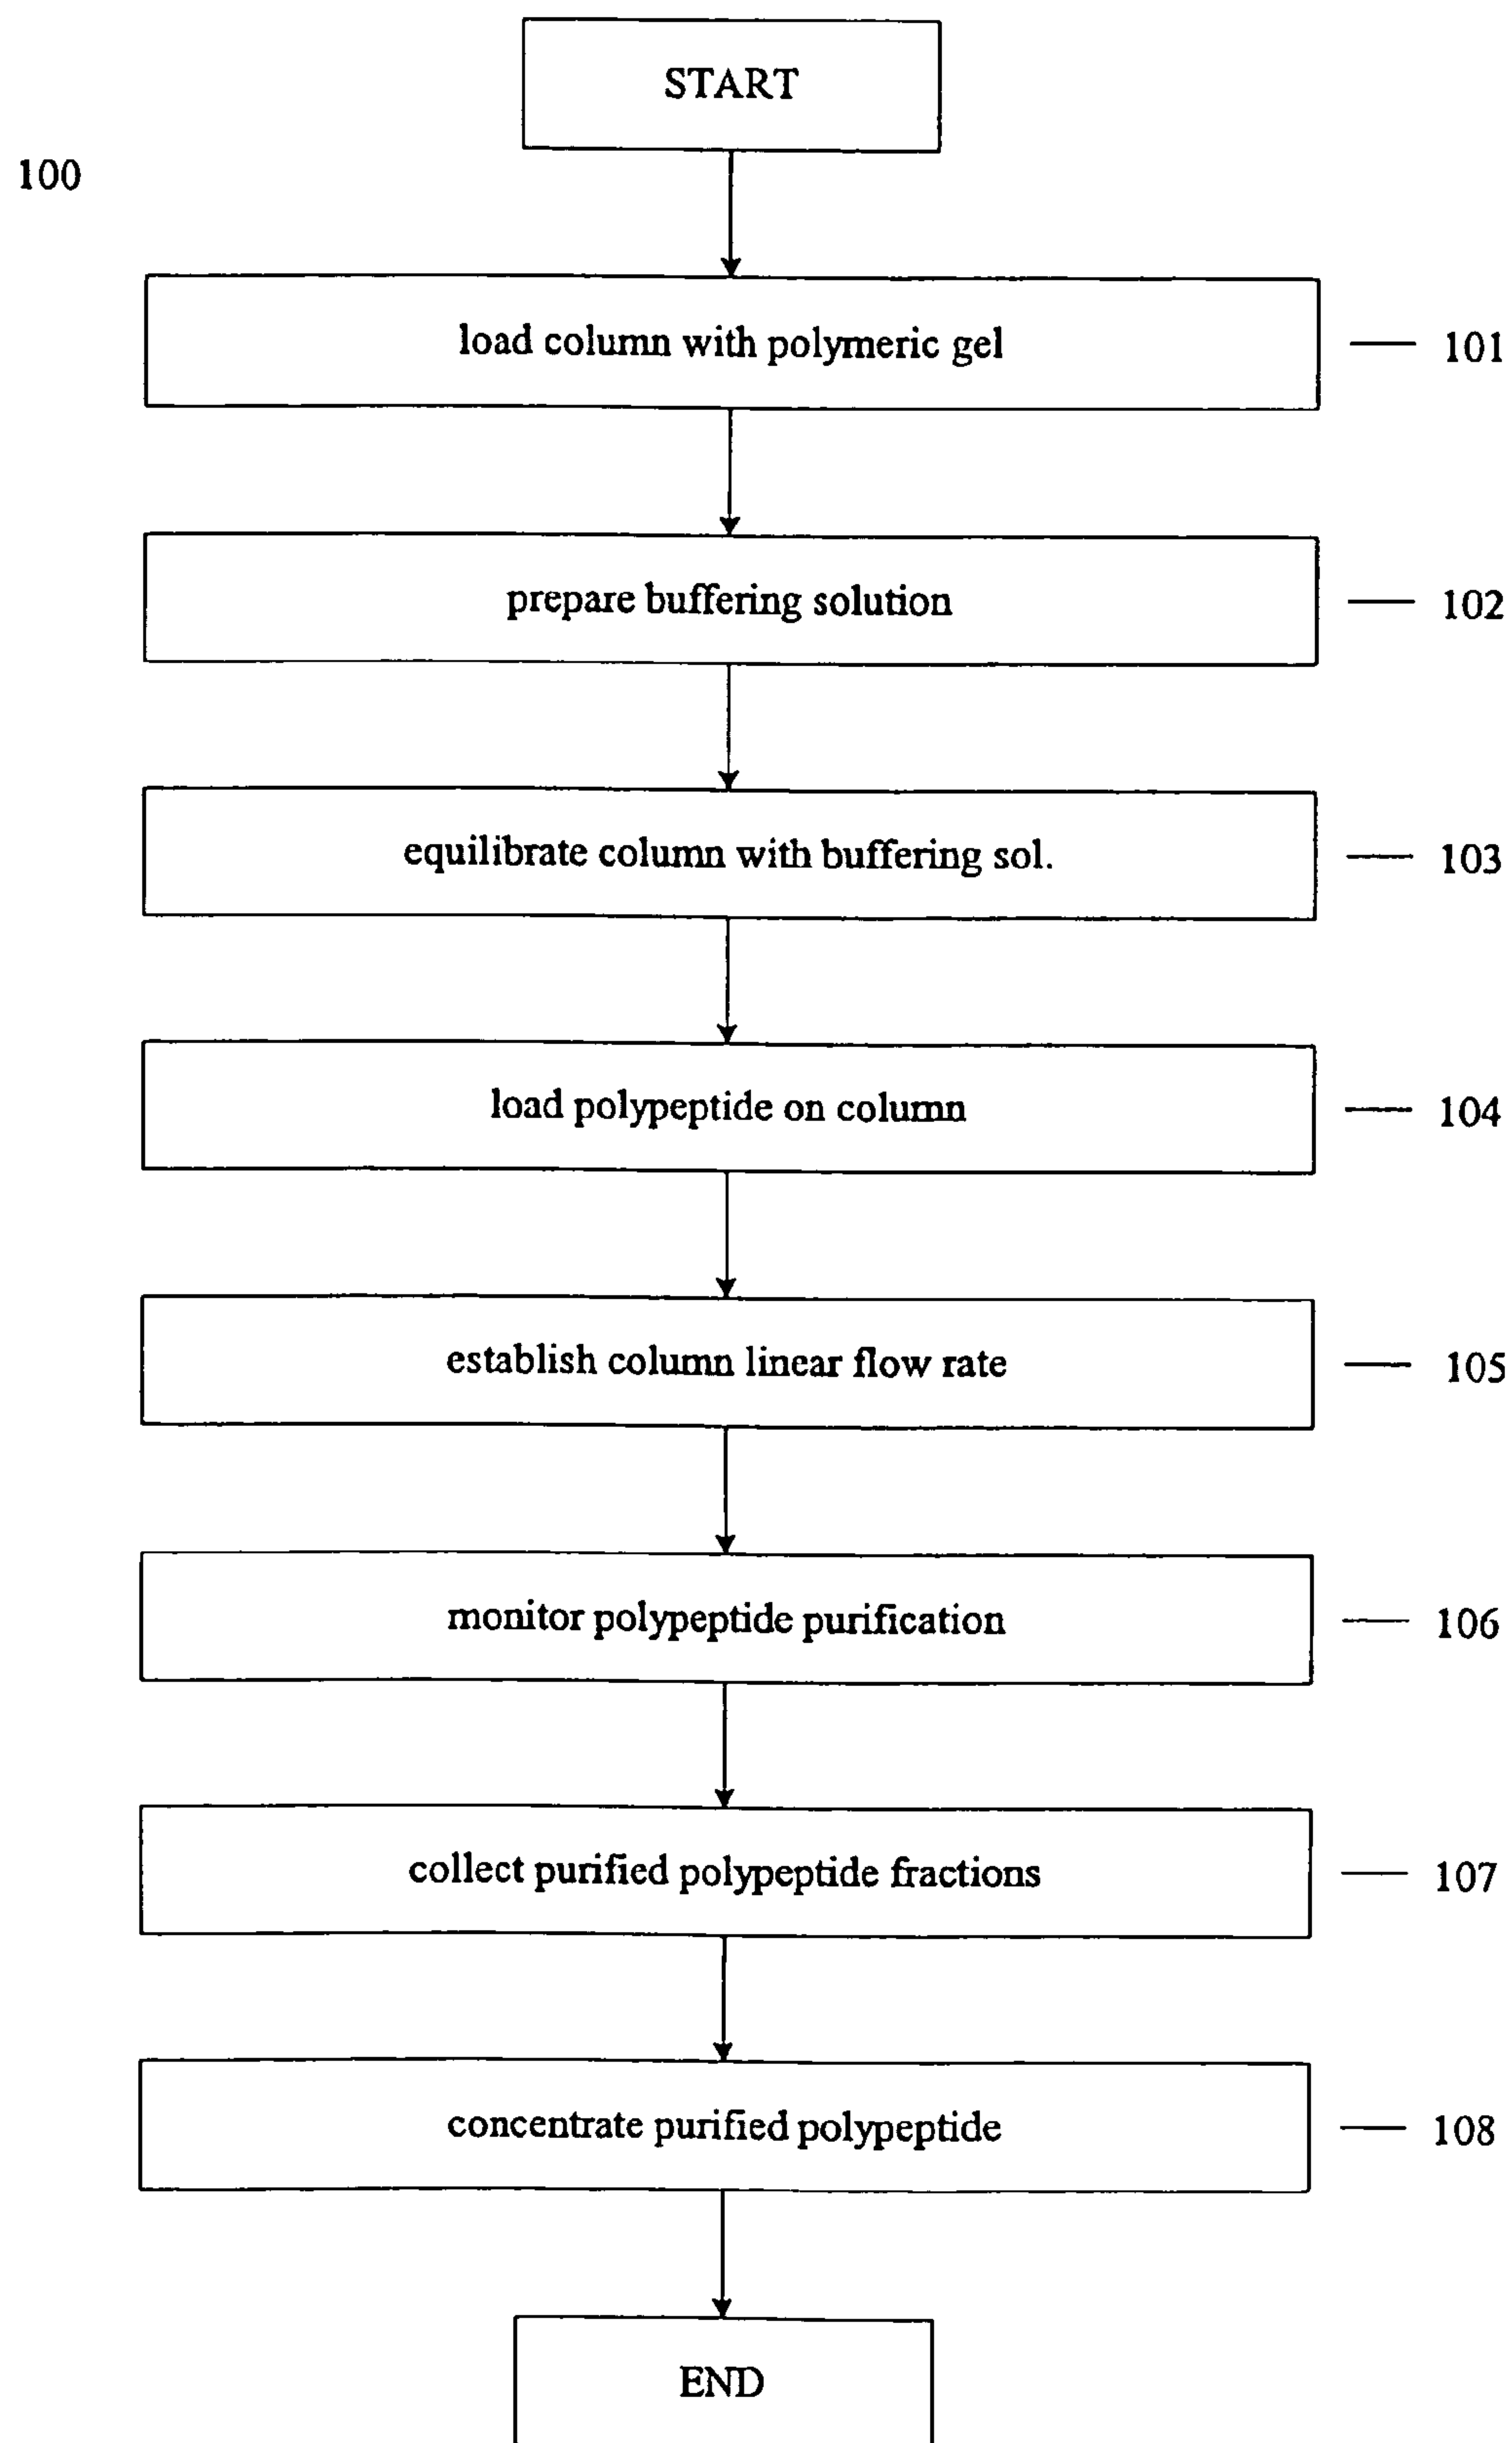 START
100
load column with polymeric gel
101
prepare buffering solution
102
equilibrate column with buffering sol.
103
load polypeptide on column
104
establish column linear flow rate
105
monitor polypeptide purification
106
collect purified polypeptide fractions
107
concentrate purified polypeptide
108
END